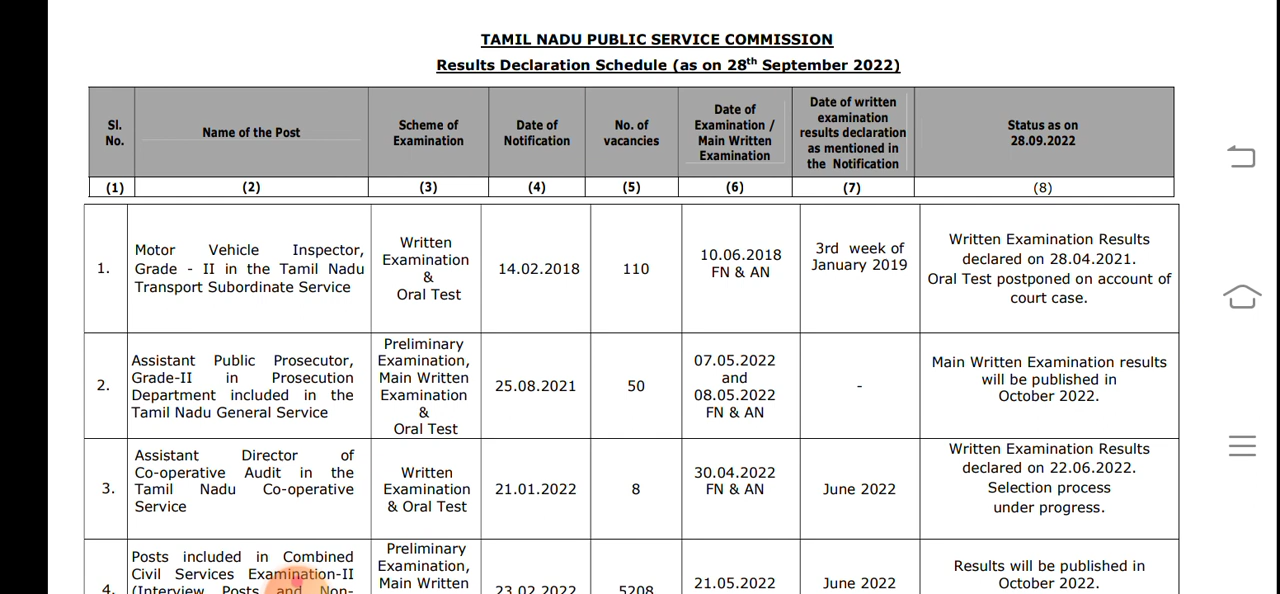 TAMIL NADU PUBLIC SERVICE COMMISSION
Results Declaration Schedule (as on 28th September 2022)
Sl.
No.
Name of the Post
Scheme of
Examination
Date of
Notification
No. of
vacancies
Date of
Examination /
Main Written
Examination
Date of written
examination
results declaration
as mentioned in
the Notification
Status as on
28.09.2022
(1)
(2)
(3)
(4)
(5)
(6)
(7)
(8)
1.
Motor Vehicle Inspector,
Grade - II in the Tamil Nadu
Transport Subordinate Service
Written
Examination
&
Oral Test
14.02.2018
110
10.06.2018
FN & AN
3rd week of
January 2019
Written Examination Results
declared on 28.04.2021.
Oral Test postponed on account of
court case.
2.
Assistant Public Prosecutor,
Grade-II in Prosecution
Department included in the
Tamil Nadu General Service
Preliminary
Examination,
Main Written
Examination
&
Oral Test
25.08.2021
50
07.05.2022
and
08.05.2022
FN & AN
-
Main Written Examination results
will be published in
October 2022.
3.
Assistant Director of
Co-operative Audit in the
Tamil Nadu Co-operative
Service
Written
Examination
& Oral Test
21.01.2022
8
30.04.2022
FN & AN
June 2022
Written Examination Results
declared on 22.06.2022.
Selection process
under progress.
4.
Posts included in Combined
Civil Services Examination-II
(Interview Posts and Non-
Preliminary
Examination,
Main Written
23.02.2022
5208
21.05.2022
June 2022
Results will be published in
October 2022.